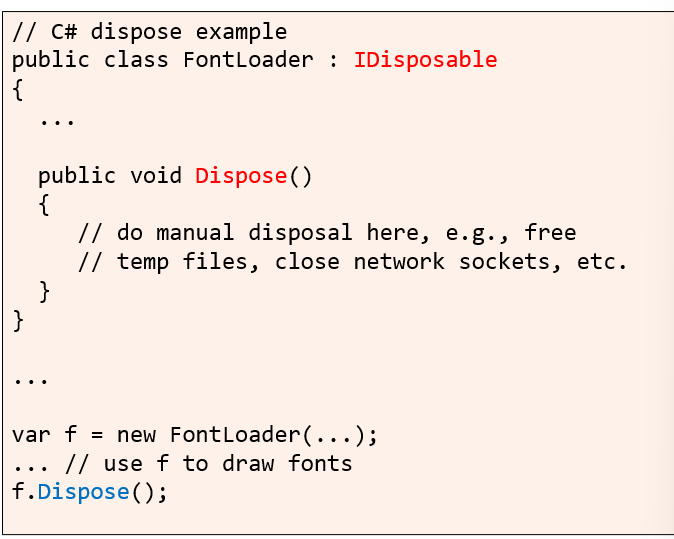 // C# dispose example
public class FontLoader : IDisposable
{
...
public void Dispose()
{
// do manual disposal here, e.g., free
// temp files, close network sockets, etc.
}
}
...
var f = new FontLoader(...);
... // use f to draw fonts
f.Dispose();